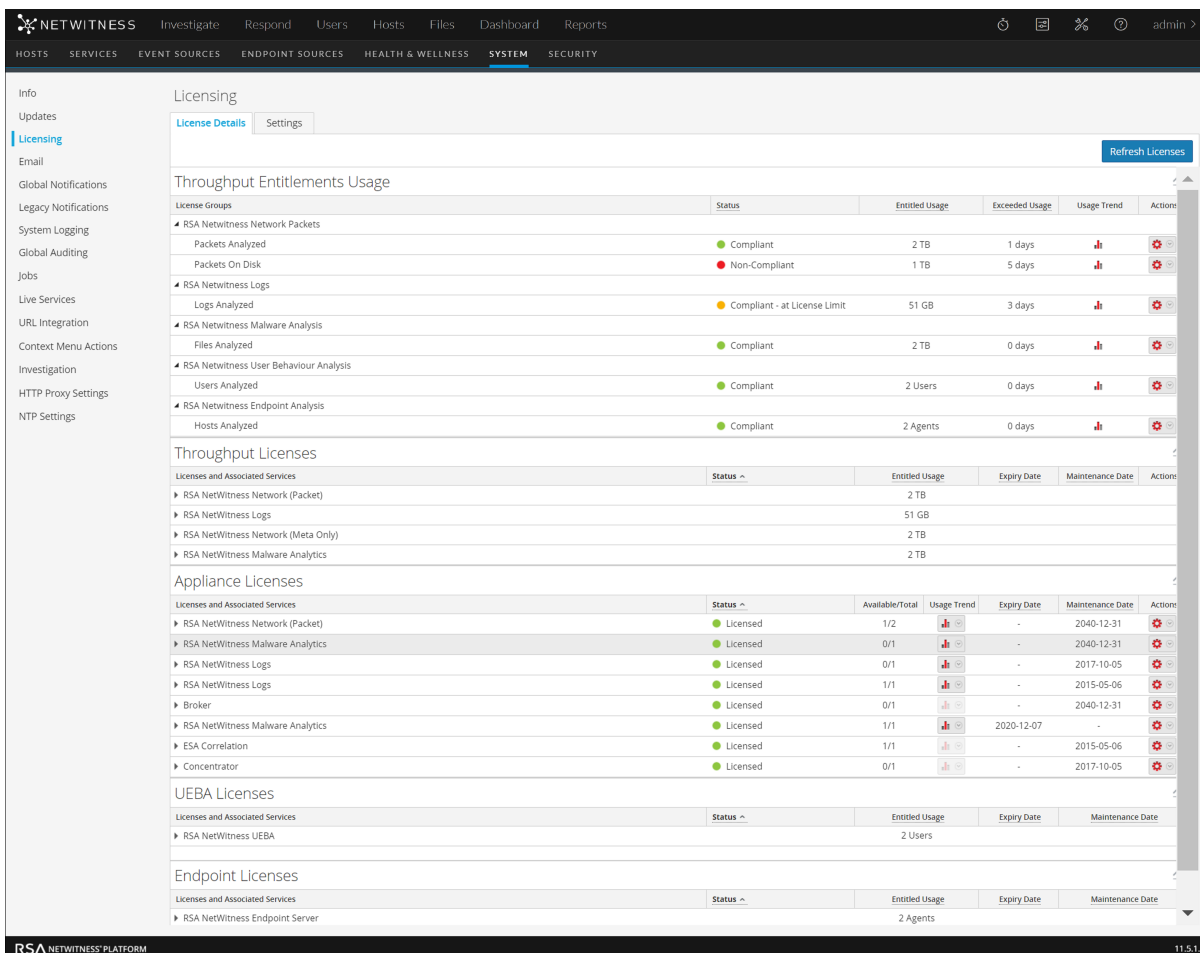 NETWITNESS Investigate Respond Users Hosts Files Dashboard Reports admin >
HOSTS SERVICES EVENT SOURCES ENDPOINT SOURCES HEALTH & WELLNESS SYSTEM SECURITY
Info
Updates
Licensing
Email
Global Notifications
Legacy Notifications
System Logging
Global Auditing
Jobs
Live Services
URL Integration
Context Menu Actions
Investigation
HTTP Proxy Settings
NTP Settings
Licensing
License Details Settings
Refresh Licenses
Throughput Entitlements Usage
License Groups Status Entitled Usage Exceeded Usage Usage Trend Actions
RSA Netwitness Network Packets
Packets Analyzed Compliant 2 TB 1 days
Packets On Disk Non-Compliant 1 TB 5 days
RSA Netwitness Logs
Logs Analyzed Compliant - at License Limit 51 GB 3 days
RSA Netwitness Malware Analysis
Files Analyzed Compliant 2 TB 0 days
RSA Netwitness User Behaviour Analysis
Users Analyzed Compliant 2 Users 0 days
RSA Netwitness Endpoint Analysis
Hosts Analyzed Compliant 2 Agents 0 days
Throughput Licenses
Licenses and Associated Services Status Entitled Usage Expiry Date Maintenance Date Actions
RSA NetWitness Network (Packet) 2 TB
RSA NetWitness Logs 51 GB
RSA NetWitness Network (Meta Only) 2 TB
RSA NetWitness Malware Analytics 2 TB
Appliance Licenses
Licenses and Associated Services Status Available/Total Usage Trend Expiry Date Maintenance Date Actions
RSA NetWitness Network (Packet) Licensed 1/2 - 2040-12-31
RSA NetWitness Malware Analytics Licensed 0/1 - 2040-12-31
RSA NetWitness Logs Licensed 0/1 - 2017-10-05
RSA NetWitness Logs Licensed 1/1 - 2015-05-06
Broker Licensed 0/1 - 2040-12-31
RSA NetWitness Malware Analytics Licensed 1/1 2020-12-07 -
ESA Correlation Licensed 1/1 - 2015-05-06
Concentrator Licensed 0/1 - 2017-10-05
UEBA Licenses
Licenses and Associated Services Status Entitled Usage Expiry Date Maintenance Date
RSA NetWitness UEBA 2 Users
Endpoint Licenses
Licenses and Associated Services Status Entitled Usage Expiry Date Maintenance Date
RSA NetWitness Endpoint Server 2 Agents
RSA NETWITNESS® PLATFORM 11.5.1.